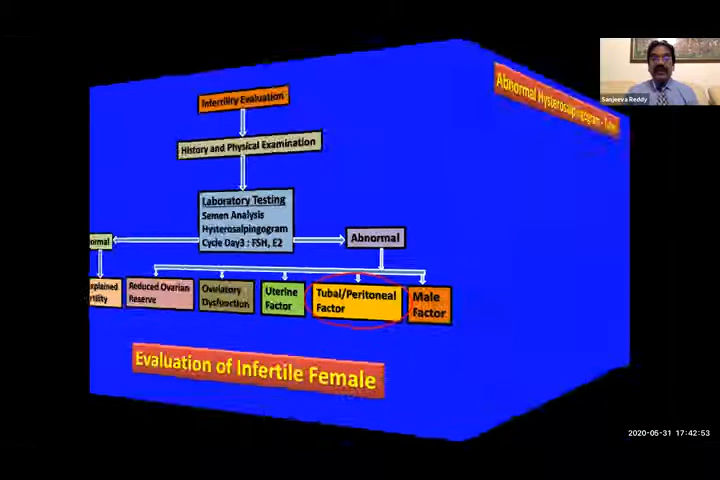 Infertility Evaluation
Abnormal Hysterosalpingogram -
Sanjeeva Reddy
History and Physical Examination
Laboratory Testing
Semen Analysis
Hysterosalpingogram
Cycle Day3 : FSH, E2
ormal
Abnormal
xplained
rtility
Reduced Ovarian
Reserve
Ovulatory
Dysfunction
Uterine
Factor
Tubal/Peritoneal
Factor
Male
Factor
Evaluation of Infertile Female
2020-05-31 17:42:53